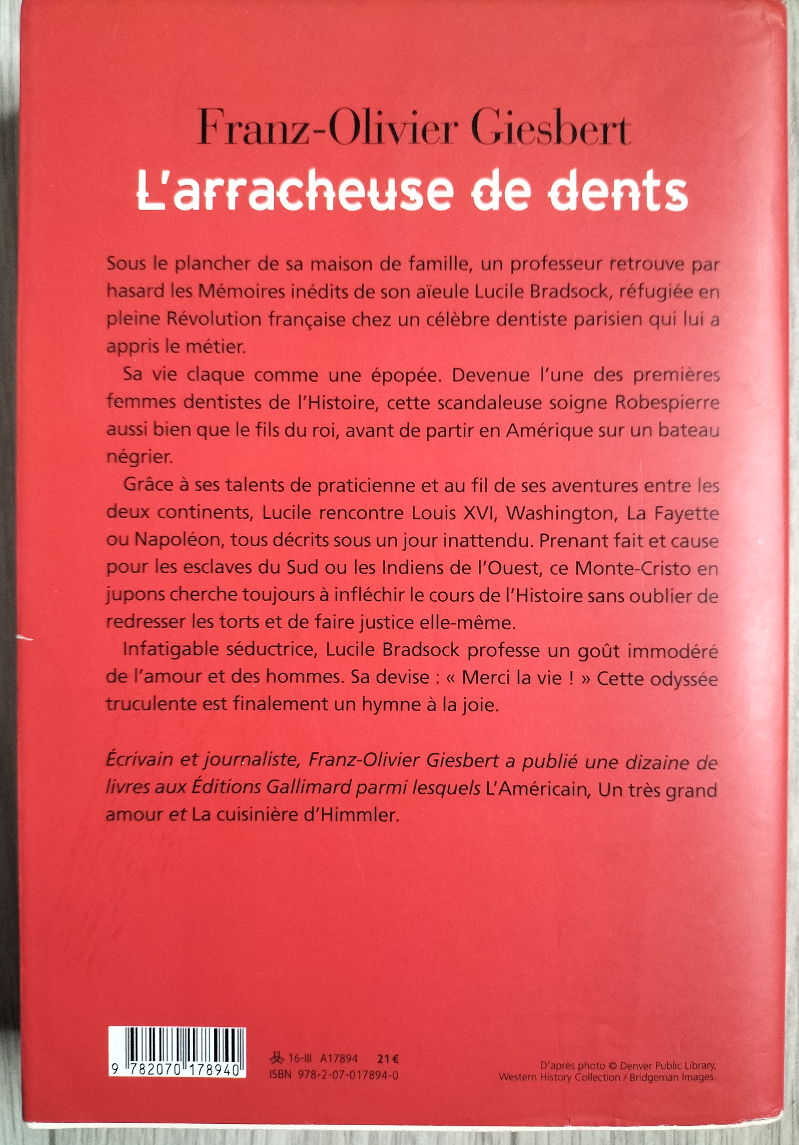 Franz-Olivier Giesbert
L'arracheuse de dents
Sous le plancher de sa maison de famille, un professeur retrouve par
hasard les Mémoires inédits de son aïeule Lucile Bradsock, réfugiée en
pleine Révolution française chez un célèbre dentiste parisien qui lui a
appris le métier.
Sa vie claque comme une épopée. Devenue l'une des premières
femmes dentistes de l'Histoire, cette scandaleuse soigne Robespierre
aussi bien que le fils du roi, avant de partir en Amérique sur un bateau
négrier.
Grâce à ses talents de praticienne et au fil de ses aventures entre les
deux continents, Lucile rencontre Louis XVI, Washington, La Fayette
ou Napoléon, tous décrits sous un jour inattendu. Prenant fait et cause
pour les esclaves du Sud ou les Indiens de l'Ouest, ce Monte-Cristo en
jupons cherche toujours à infléchir le cours de l'Histoire sans oublier de
redresser les torts et de faire justice elle-même.
Infatigable séductrice, Lucile Bradsock professe un goût immodéré
de l'amour et des hommes. Sa devise : « Merci la vie ! » Cette odyssée
truculente est finalement un hymne à la joie.
Écrivain et journaliste, Franz-Olivier Giesbert a publié une dizaine de
livres aux Éditions Gallimard parmi lesquels L'Américain, Un très grand
amour et La cuisinière d'Himmler.
9 782070 178940
16-III A17894 21 €
ISBN 978-2-07-017894-0
D'après photo © Denver Public Library,
Western History Collection / Bridgeman Images.